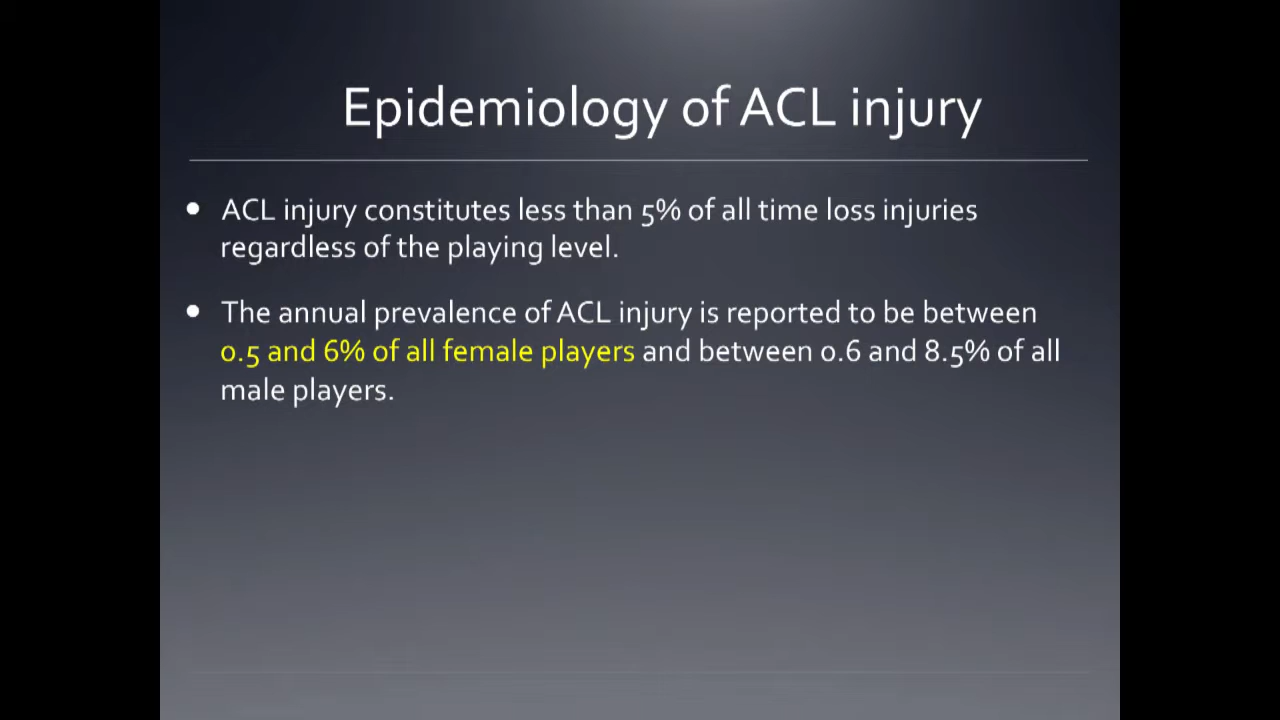 Epidemiology of ACL injury
• ACL injury constitutes less than 5% of all time loss injuries
regardless of the playing level.
• The annual prevalence of ACL injury is reported to be between
0.5 and 6% of all female players and between 0.6 and 8.5% of all
male players.